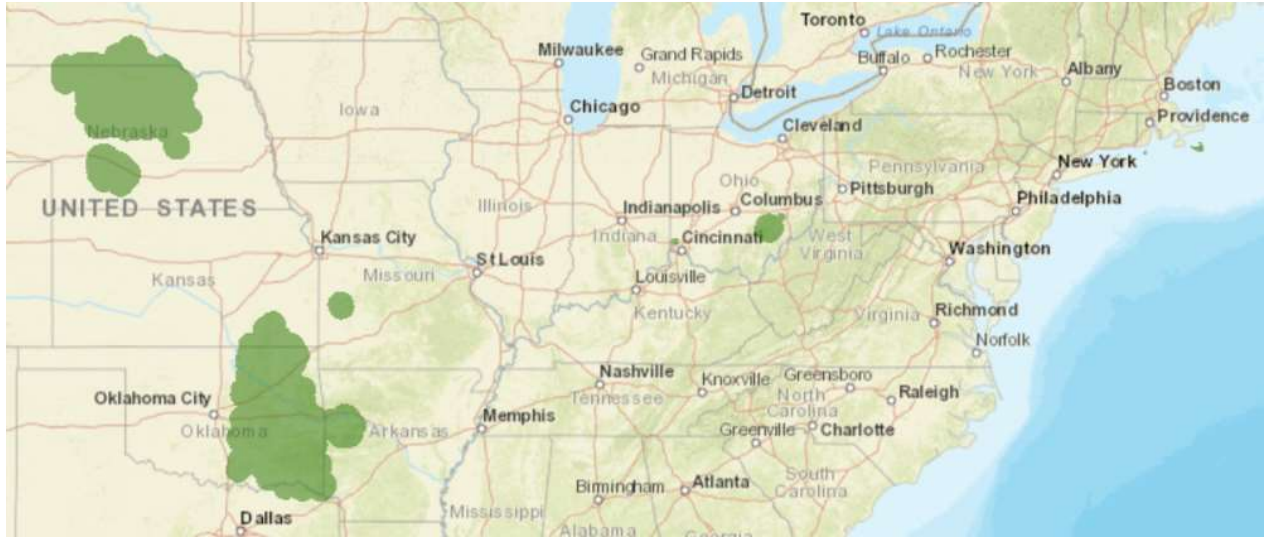 Toronto
Lake Ontario
Milwaukee
Grand Rapids
Buffalo
Rochester
Michigan
New York
Albany
Detroit
Boston
Iowa
Chicago
Providence
Nebraska
Cleveland
Pennsylvania
New York
Ohio
Pittsburgh
UNITED STATES
Illinois
Indianapolis
Columbus
Philadelphia
Kansas City
Indiana
Cincinnati
West
Virginia
Washington
St Louis
Kansas
Missouri
Louisville
Kentucky
Virginia
Richmond
Norfolk
Nashville
Knoxville
Greensboro
Tennessee
North
Carolina
Raleigh
Oklahoma City
Oklahoma
Arkansas
Memphis
Greenville
Charlotte
South
Carolina
Birmingham
Atlanta
Mississippi
Dallas
Alabama
Georgia